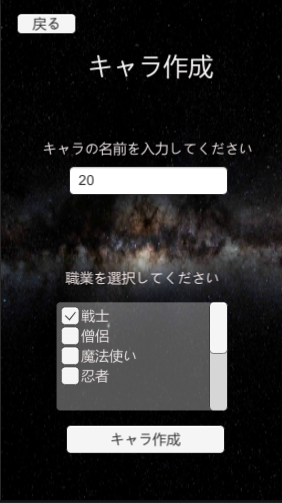 戻る
キャラ作成
キャラの名前を入力してください
20
職業を選択してください
戦士
僧侶
魔法使い
忍者
キャラ作成